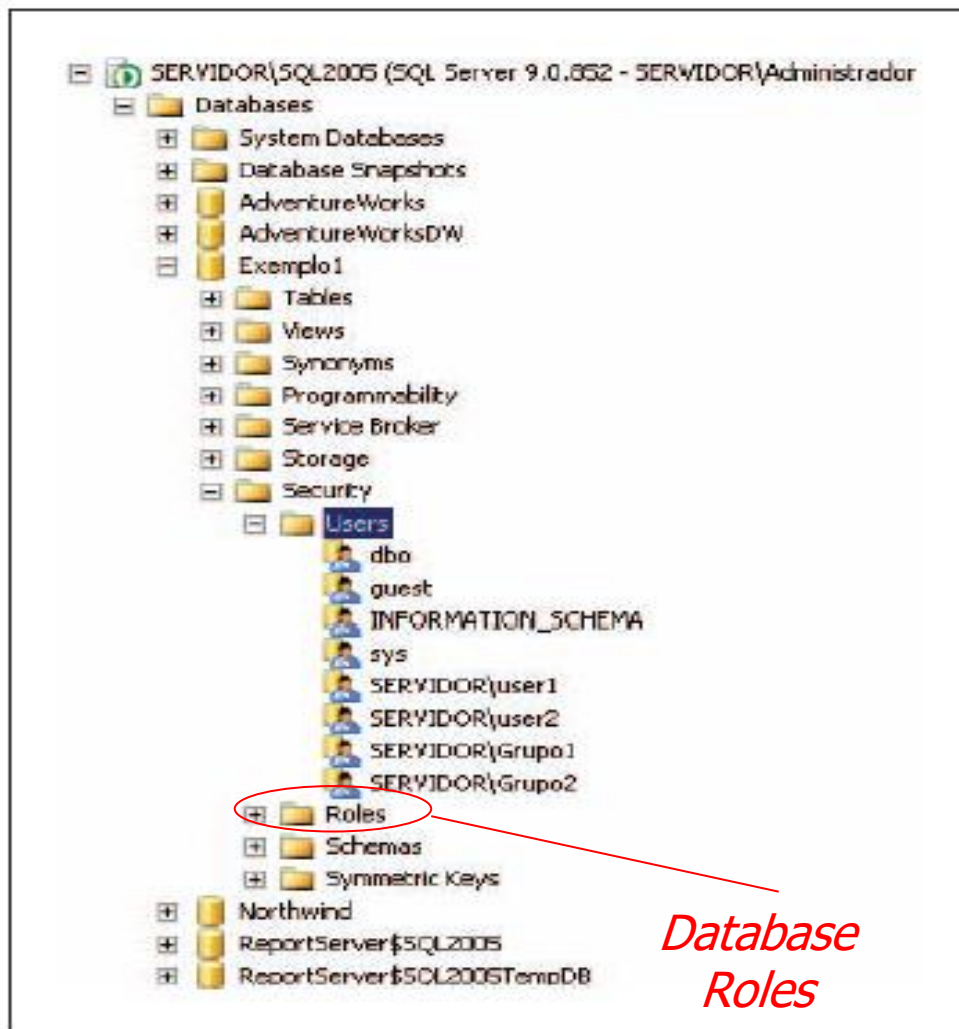 SERVIDOR\SQL2005 (SQL Server 9.0.852 - SERVIDOR\Administrador
Databases
System Databases
Database Snapshots
AdventureWorks
AdventureWorksDW
Exemplo1
Tables
Views
Synonyms
Programmability
Service Broker
Storage
Security
Users
dbo
guest
INFORMATION_SCHEMA
sys
SERVIDOR\user1
SERVIDOR\user2
SERVIDOR\Grupo1
SERVIDOR\Grupo2
Roles
Schemas
Symmetric Keys
Northwind
ReportServer$SQL2005
ReportServer$SQL2005TempDB
Database
Roles